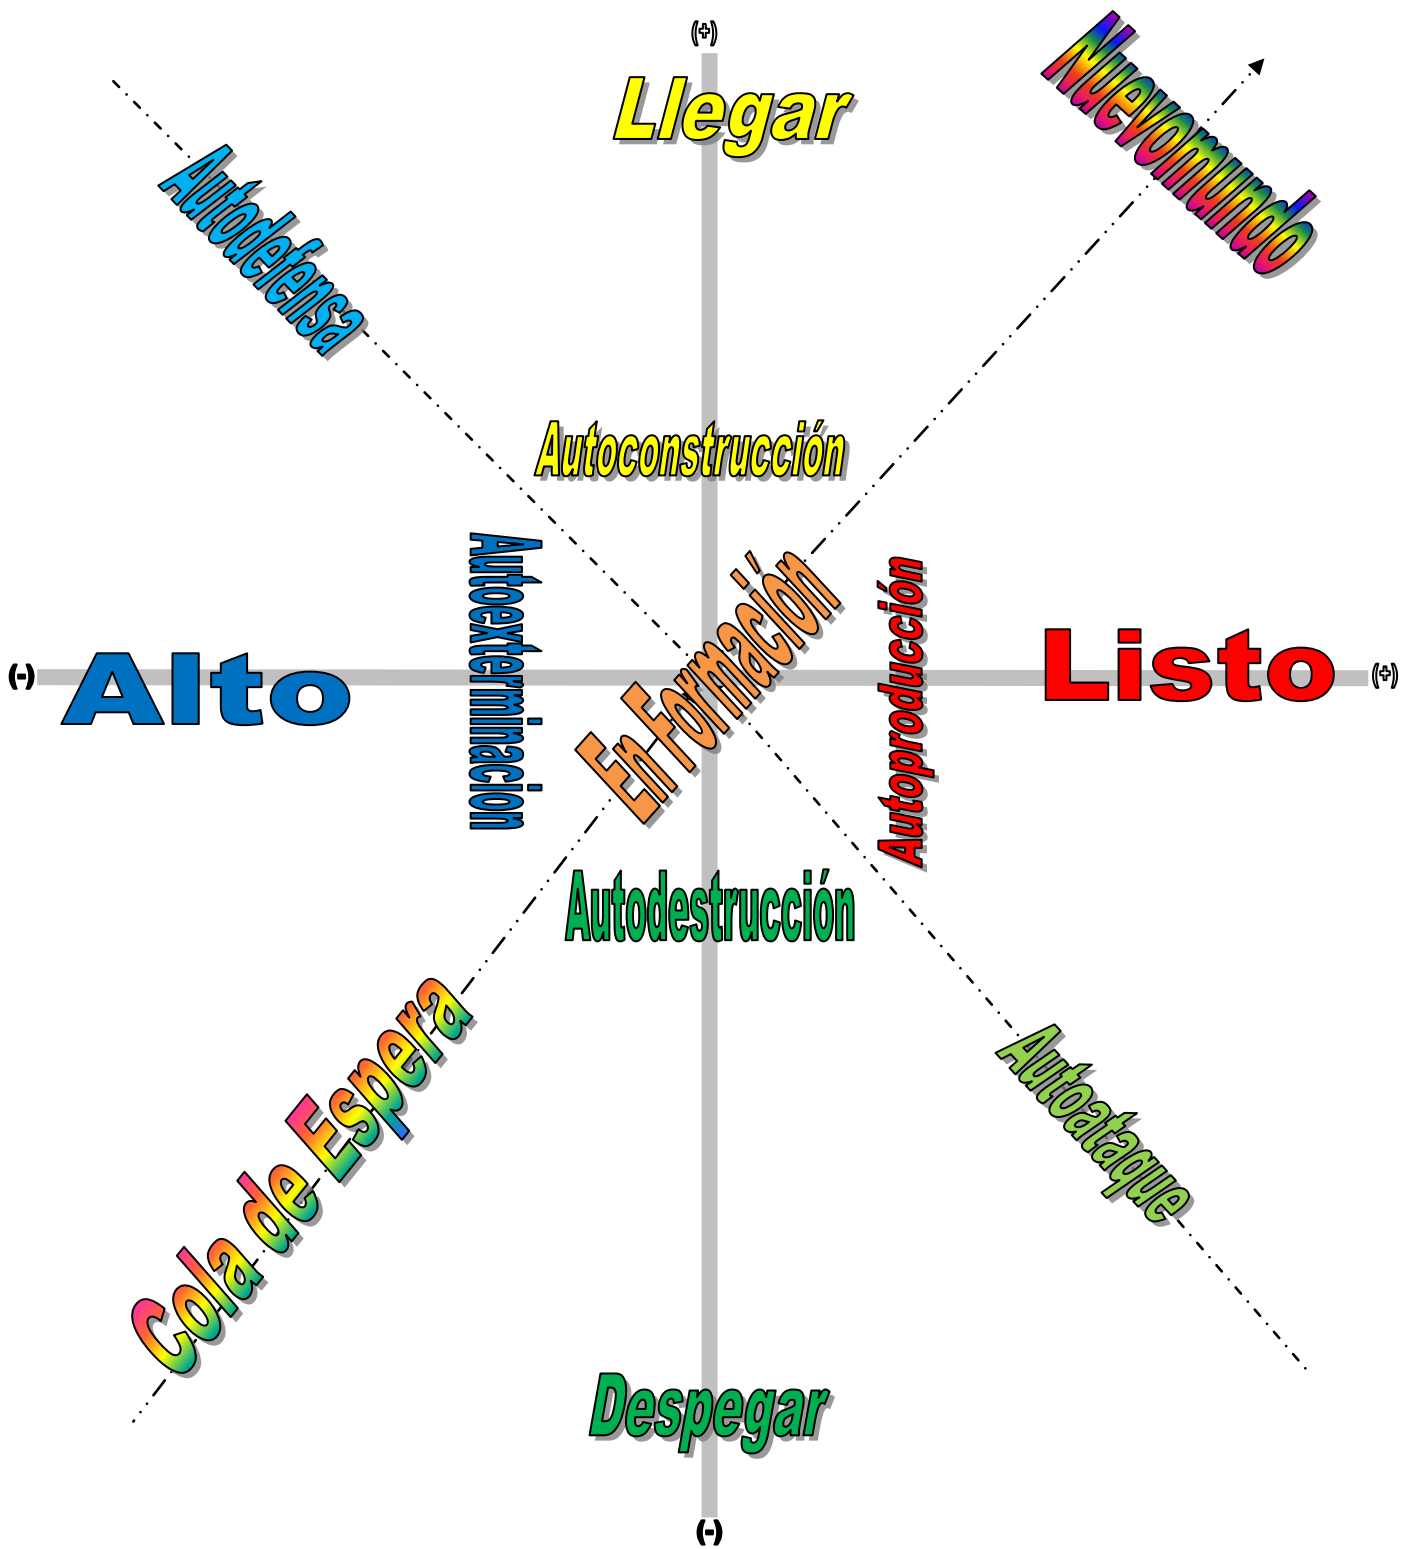 (+)
Llegar
Nuevomundo
Autodefensa
Autoconstrucción
Autoexterminacion
En Formación
Autoproducción
(-)
Alto
Listo
(+)
Autodestrucción
Cola de Espera
Autoataque
Despegar
(-)